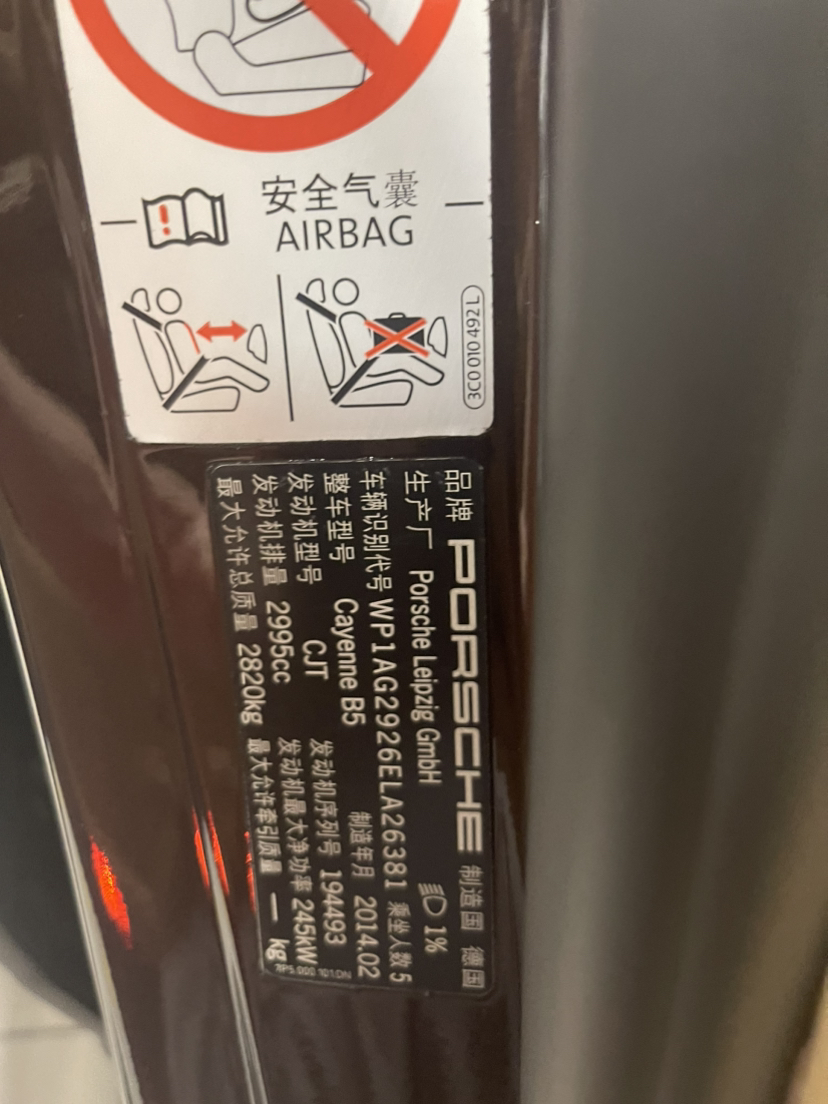 安全气囊
AIRBAG
3C0 010 492 L
品牌 PORSCHE 制造国 德国
生产厂 Porsche Leipzig GmbH 1%
车辆识别代号 WP1AG2926ELA26381 乘坐人数 5
整车型号 Cayenne B5 制造年月 2014.02
发动机型号 CJT 发动机序列号 194493
发动机排量 2995cc 发动机最大净功率 245kW
最大允许总质量 2820kg 最大允许牵引质量 — kg